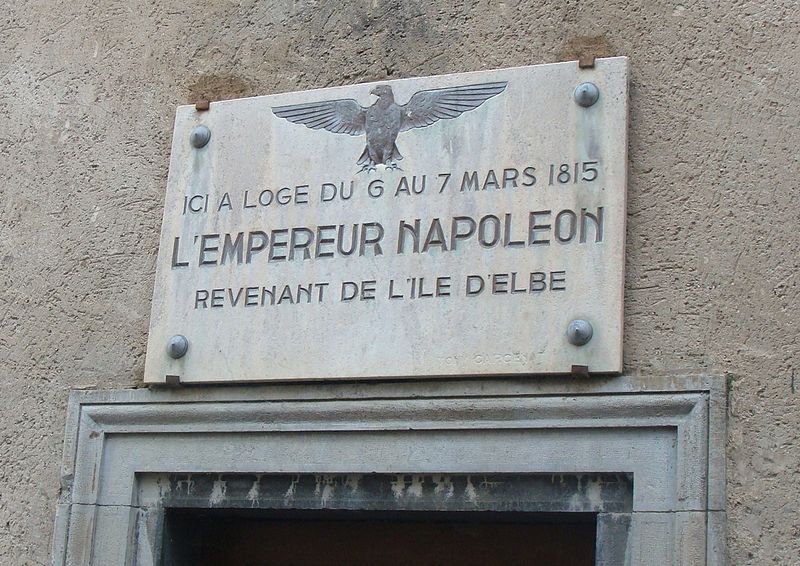 ICI A LOGE DU 6 AU 7 MARS 1815
L'EMPEREUR NAPOLEON
REVENANT DE L'ILE D'ELBE